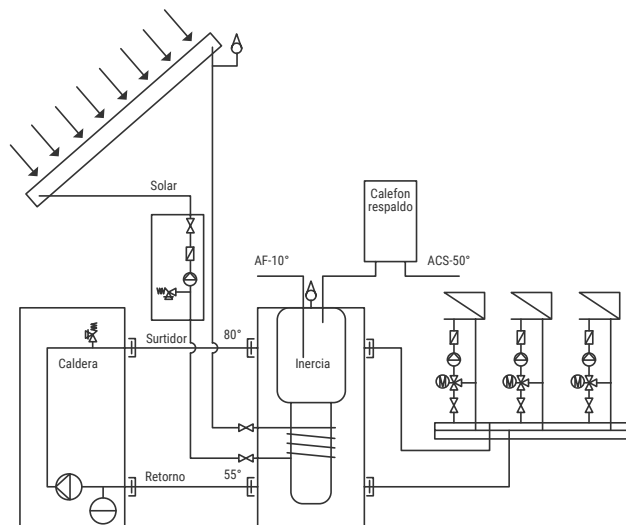 Solar
Calefon
respaldo
AF-10°
ACS-50°
Surtidor
80°
Caldera
Inercia
M
M
M
Retorno
55°